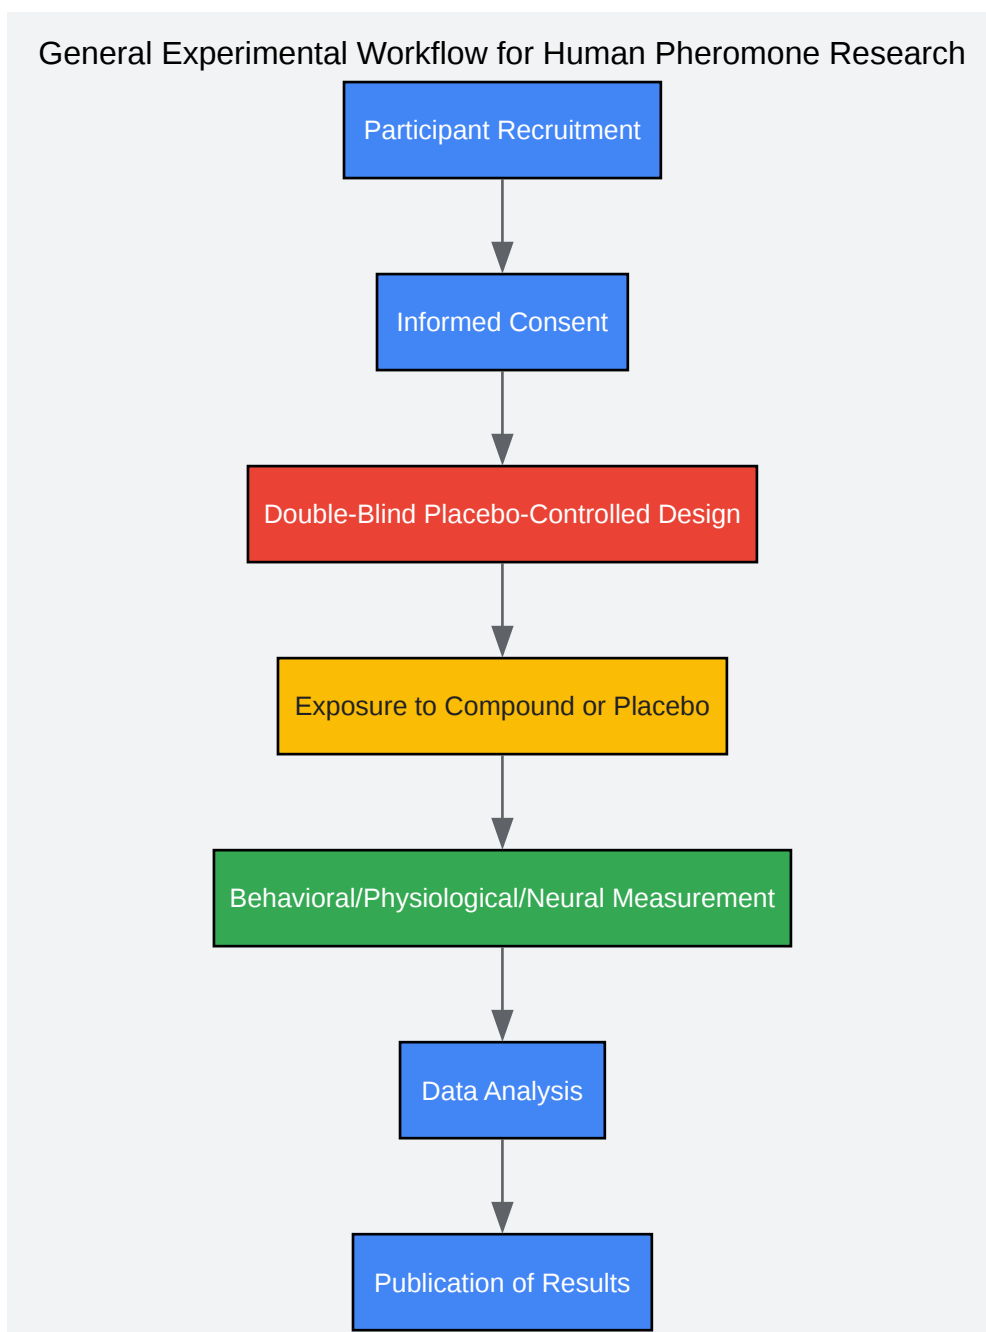 General Experimental Workflow for Human Pheromone Research
Participant Recruitment
Informed Consent
Double-Blind Placebo-Controlled Design
Exposure to Compound or Placebo
Behavioral/Physiological/Neural Measurement
Data Analysis
Publication of Results